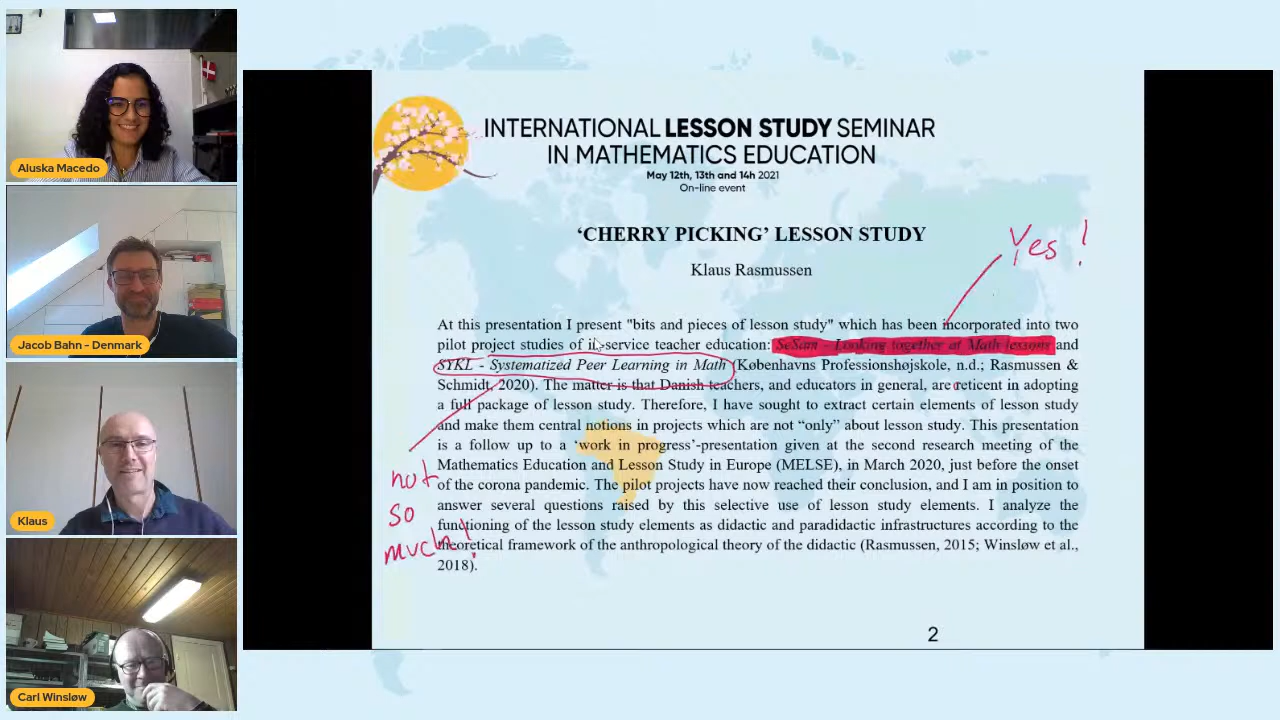 Aluska Macedo
Jacob Bahn - Denmark
Klaus
Carl Winsløw
INTERNATIONAL LESSON STUDY SEMINAR
IN MATHEMATICS EDUCATION
May 12th, 13th and 14h 2021
On-line event
‘CHERRY PICKING’ LESSON STUDY
Klaus Rasmussen
Yes!
At this presentation I present "bits and pieces of lesson study" which has been incorporated into two
pilot project studies of in-service teacher education: SeSam - Looking together at Math lessons and
SYKL - Systematized Peer Learning in Math (Københavns Professionshøjskole, n.d.; Rasmussen &
Schmidt, 2020). The matter is that Danish teachers, and educators in general, are reticent in adopting
a full package of lesson study. Therefore, I have sought to extract certain elements of lesson study
and make them central notions in projects which are not “only” about lesson study. This presentation
is a follow up to a ‘work in progress’-presentation given at the second research meeting of the
Mathematics Education and Lesson Study in Europe (MELSE), in March 2020, just before the onset
of the corona pandemic. The pilot projects have now reached their conclusion, and I am in position to
answer several questions raised by this selective use of lesson study elements. I analyze the
functioning of the lesson study elements as didactic and paradidactic infrastructures according to the
theoretical framework of the anthropological theory of the didactic (Rasmussen, 2015; Winsløw et al.,
2018).
not
so
much!
2